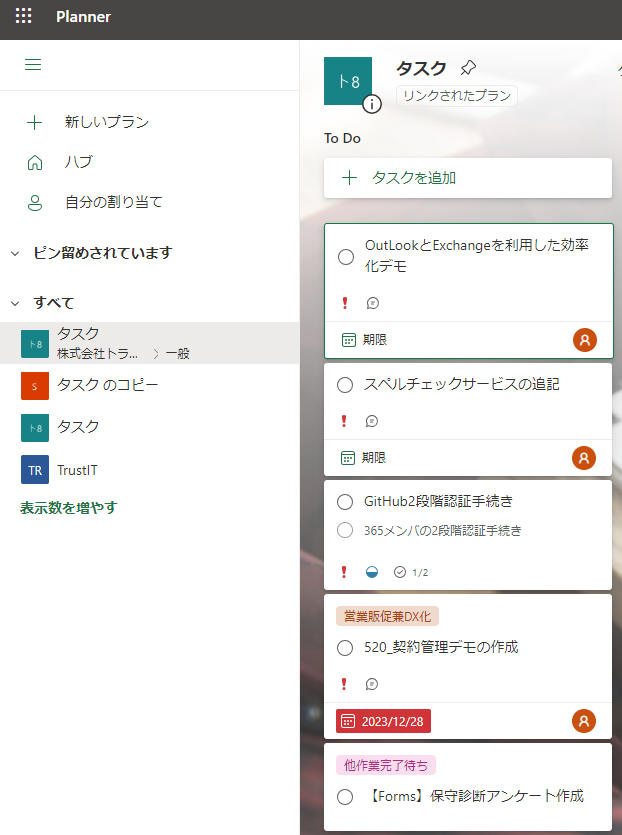 Planner
新しいプラン
ハブ
自分の割り当て
ピン留めされています
すべて
ト8
タスク
株式会社トラ... > 一般
S
タスク のコピー
ト8
タスク
TR
TrustIT
表示数を増やす
ト8
タスク
リンクされたプラン
To Do
タスクを追加
OutLookとExchangeを利用した効率
化デモ
期限
スペルチェックサービスの追記
期限
GitHub2段階認証手続き
365メンバの2段階認証手続き
1/2
営業販促兼DX化
520_契約管理デモの作成
2023/12/28
他作業完了待ち
【Forms】保守診断アンケート作成